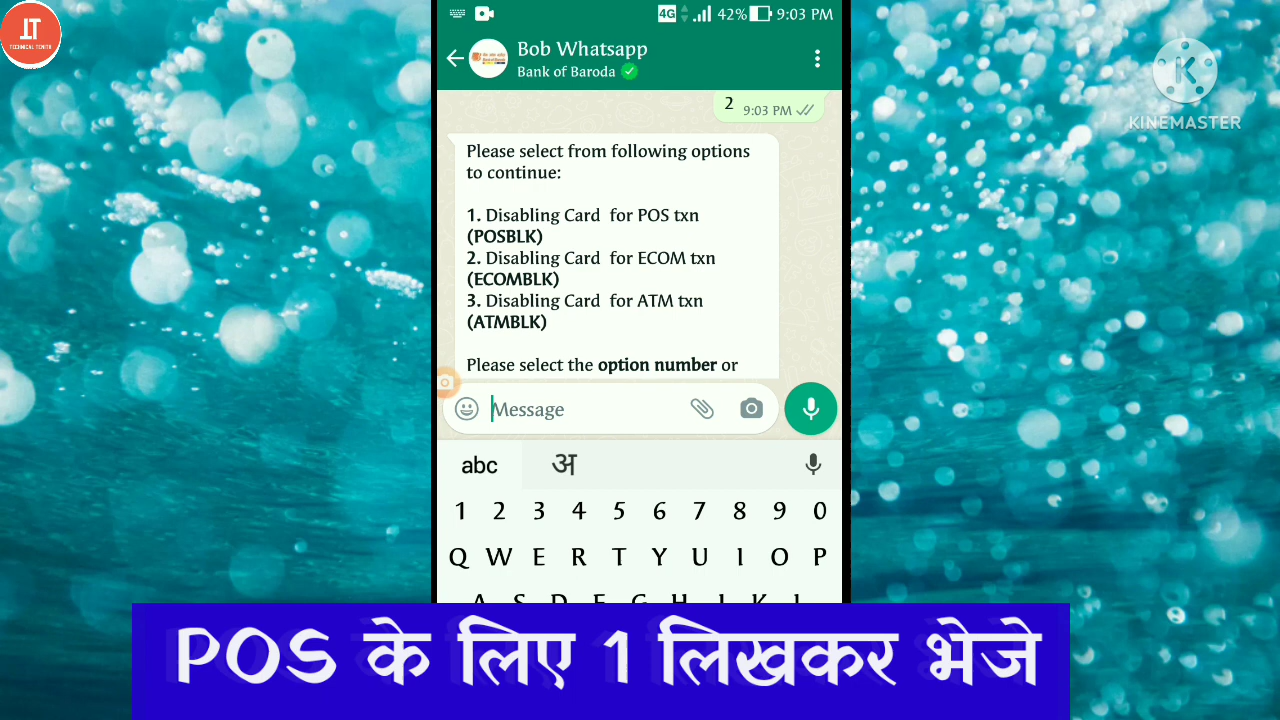 IT
TECHNICAL
4G 42% 9:03 PM
Bob Whatsapp
Bank of Baroda
KINEMASTER
2 9:03 PM
Please select from following options
to continue:
1. Disabling Card for POS txn
(POSBLK)
2. Disabling Card for ECOM txn
(ECOMBLK)
3. Disabling Card for ATM txn
(ATMBLK)
Please select the option number or
Message
abc अ
1 2 3 4 5 6 7 8 9 0
Q W E R T Y U I O P
POS के लिए 1 लिखकर भेजे